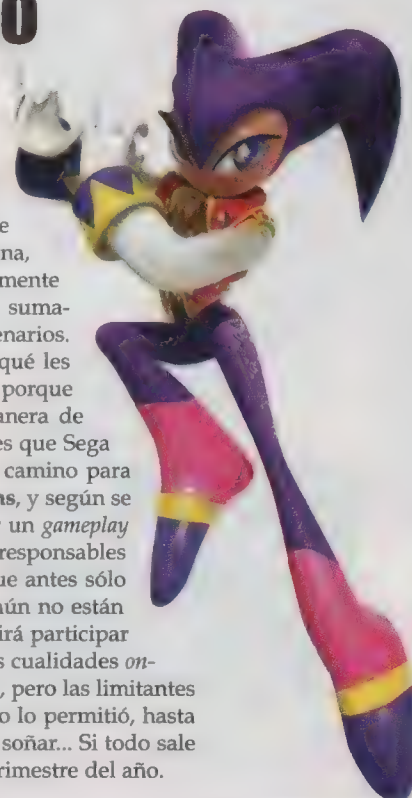 0
e
na,
mente
suma-
enarios.
qué les
porque
anera de
es que Sega
camino para
as, y según se
r un gameplay
responsables
ue antes sólo
ún no están
irá participar
s cualidades on-
, pero las limitantes
o lo permitió, hasta
soñar... Si todo sale
rimestre del año.